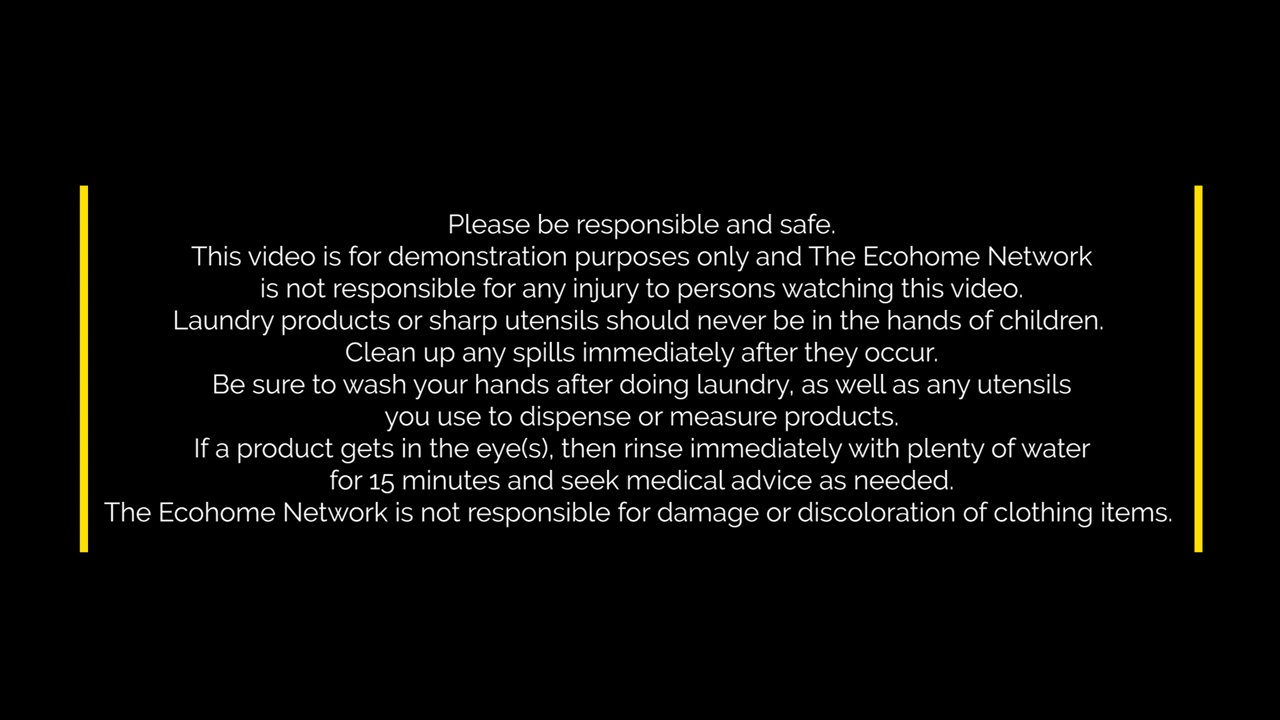 Please be responsible and safe.
This video is for demonstration purposes only and The Ecohome Network
is not responsible for any injury to persons watching this video.
Laundry products or sharp utensils should never be in the hands of children.
Clean up any spills immediately after they occur.
Be sure to wash your hands after doing laundry, as well as any utensils
you use to dispense or measure products.
If a product gets in the eye(s), then rinse immediately with plenty of water
for 15 minutes and seek medical advice as needed.
The Ecohome Network is not responsible for damage or discoloration of clothing items.